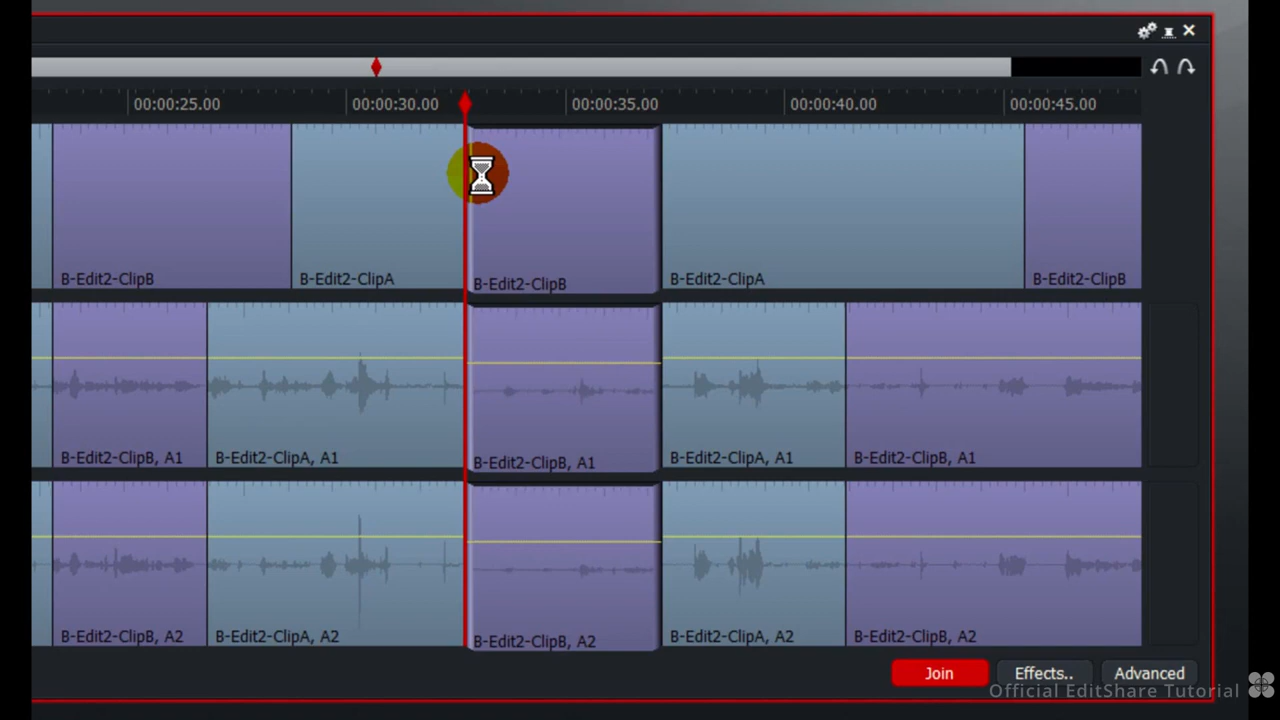 00:00:25.00 00:00:30.00 00:00:35.00 00:00:40.00 00:00:45.00
B-Edit2-ClipB B-Edit2-ClipA B-Edit2-ClipB B-Edit2-ClipA B-Edit2-ClipB
B-Edit2-ClipB, A1 B-Edit2-ClipA, A1 B-Edit2-ClipB, A1 B-Edit2-ClipA, A1 B-Edit2-ClipB, A1
B-Edit2-ClipB, A2 B-Edit2-ClipA, A2 B-Edit2-ClipB, A2 B-Edit2-ClipA, A2 B-Edit2-ClipB, A2
Join Effects.. Advanced
Official EditShare Tutorial